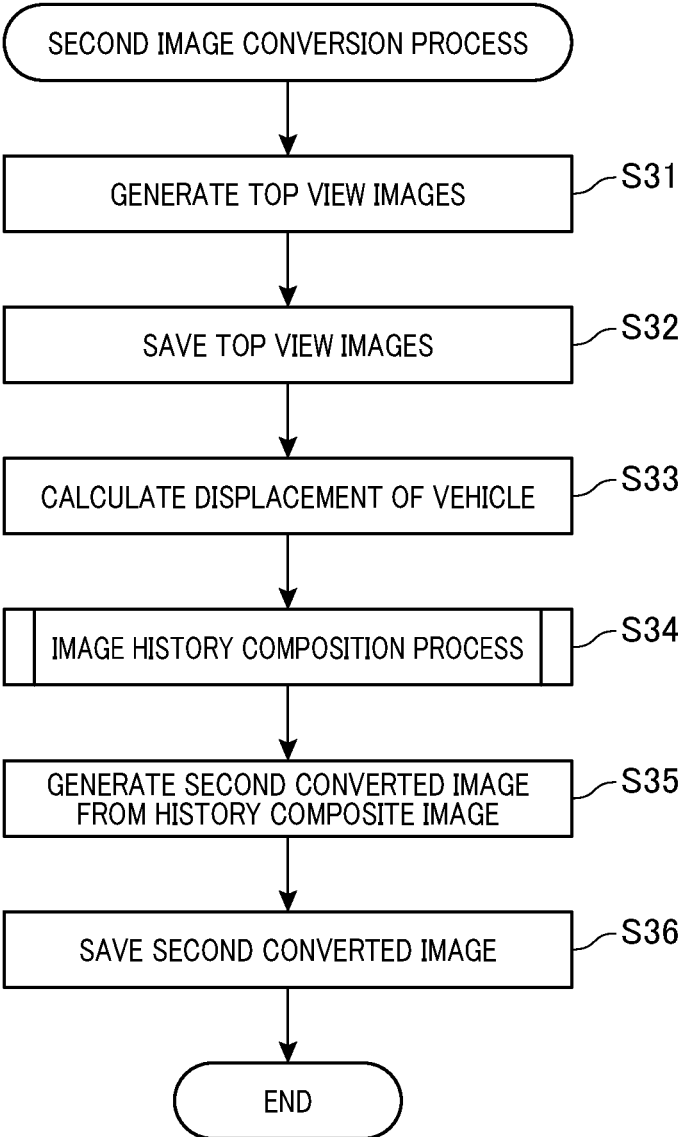 SECOND IMAGE CONVERSION PROCESS
GENERATE TOP VIEW IMAGES
S31
SAVE TOP VIEW IMAGES
S32
CALCULATE DISPLACEMENT OF VEHICLE
S33
IMAGE HISTORY COMPOSITION PROCESS
S34
GENERATE SECOND CONVERTED IMAGE
FROM HISTORY COMPOSITE IMAGE
S35
SAVE SECOND CONVERTED IMAGE
S36
END